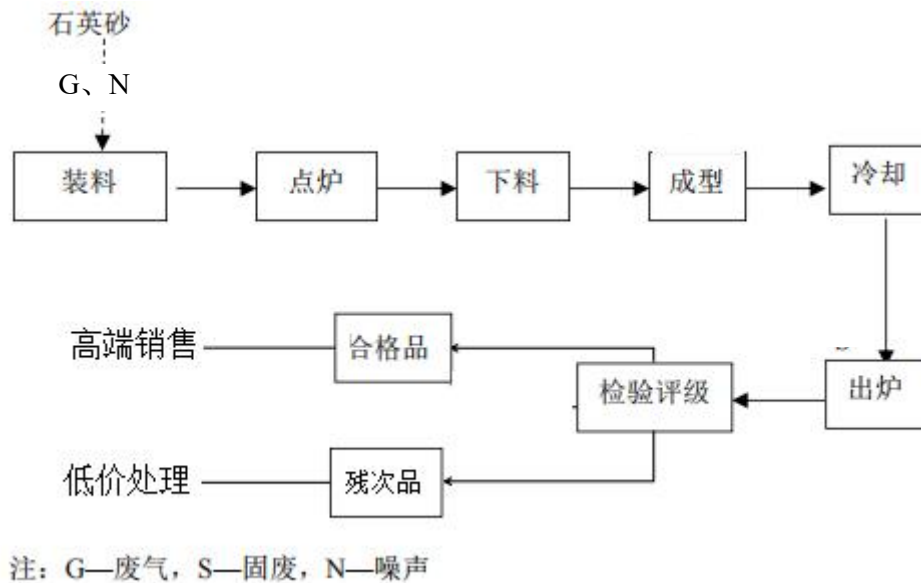 石英砂
G、N
装料
点炉
下料
成型
冷却
高端销售
合格品
检验评级
出炉
低价处理
残次品
注：G—废气，S—固废，N—噪声